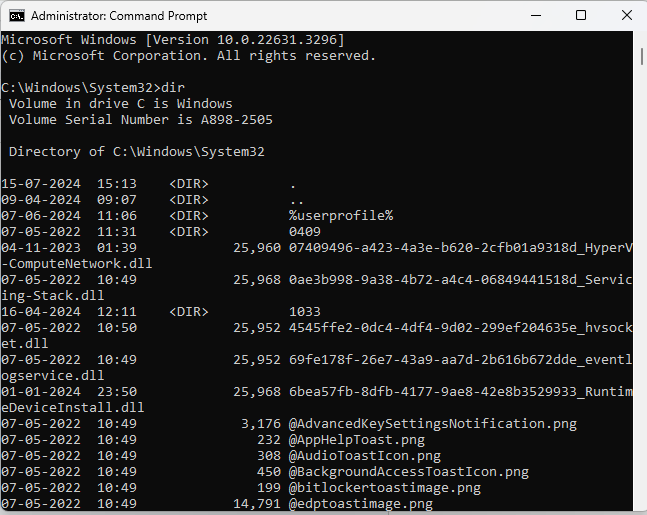 Administrator: Command Prompt
Microsoft Windows [Version 10.0.22631.3296]
(c) Microsoft Corporation. All rights reserved.
C:\Windows\System32>dir
Volume in drive C is Windows
Volume Serial Number is A898-2505
Directory of C:\Windows\System32
15-07-2024  15:13    <DIR>          .
09-04-2024  09:07    <DIR>          ..
07-06-2024  11:06    <DIR>          %userprofile%
07-05-2022  11:31    <DIR>          0409
04-11-2023  01:39            25,960 07409496-a423-4a3e-b620-2cfb01a9318d_HyperV
-ComputeNetwork.dll
07-05-2022  10:49            25,968 0ae3b998-9a38-4b72-a4c4-06849441518d_Servic
ing-Stack.dll
16-04-2024  12:11    <DIR>          1033
07-05-2022  10:50            25,952 4545ffe2-0dc4-4df4-9d02-299ef204635e_hvsock
et.dll
07-05-2022  10:49            25,952 69fe178f-26e7-43a9-aa7d-2b616b672dde_eventl
ogservice.dll
01-01-2024  23:50            25,968 6bea57fb-8dfb-4177-9ae8-42e8b3529933_Runtim
eDeviceInstall.dll
07-05-2022  10:49             3,176 @AdvancedKeySettingsNotification.png
07-05-2022  10:49               232 @AppHelpToast.png
07-05-2022  10:49               308 @AudioToastIcon.png
07-05-2022  10:49               450 @BackgroundAccessToastIcon.png
07-05-2022  10:49               199 @bitlockertoastimage.png
07-05-2022  10:49            14,791 @edptoastimage.png